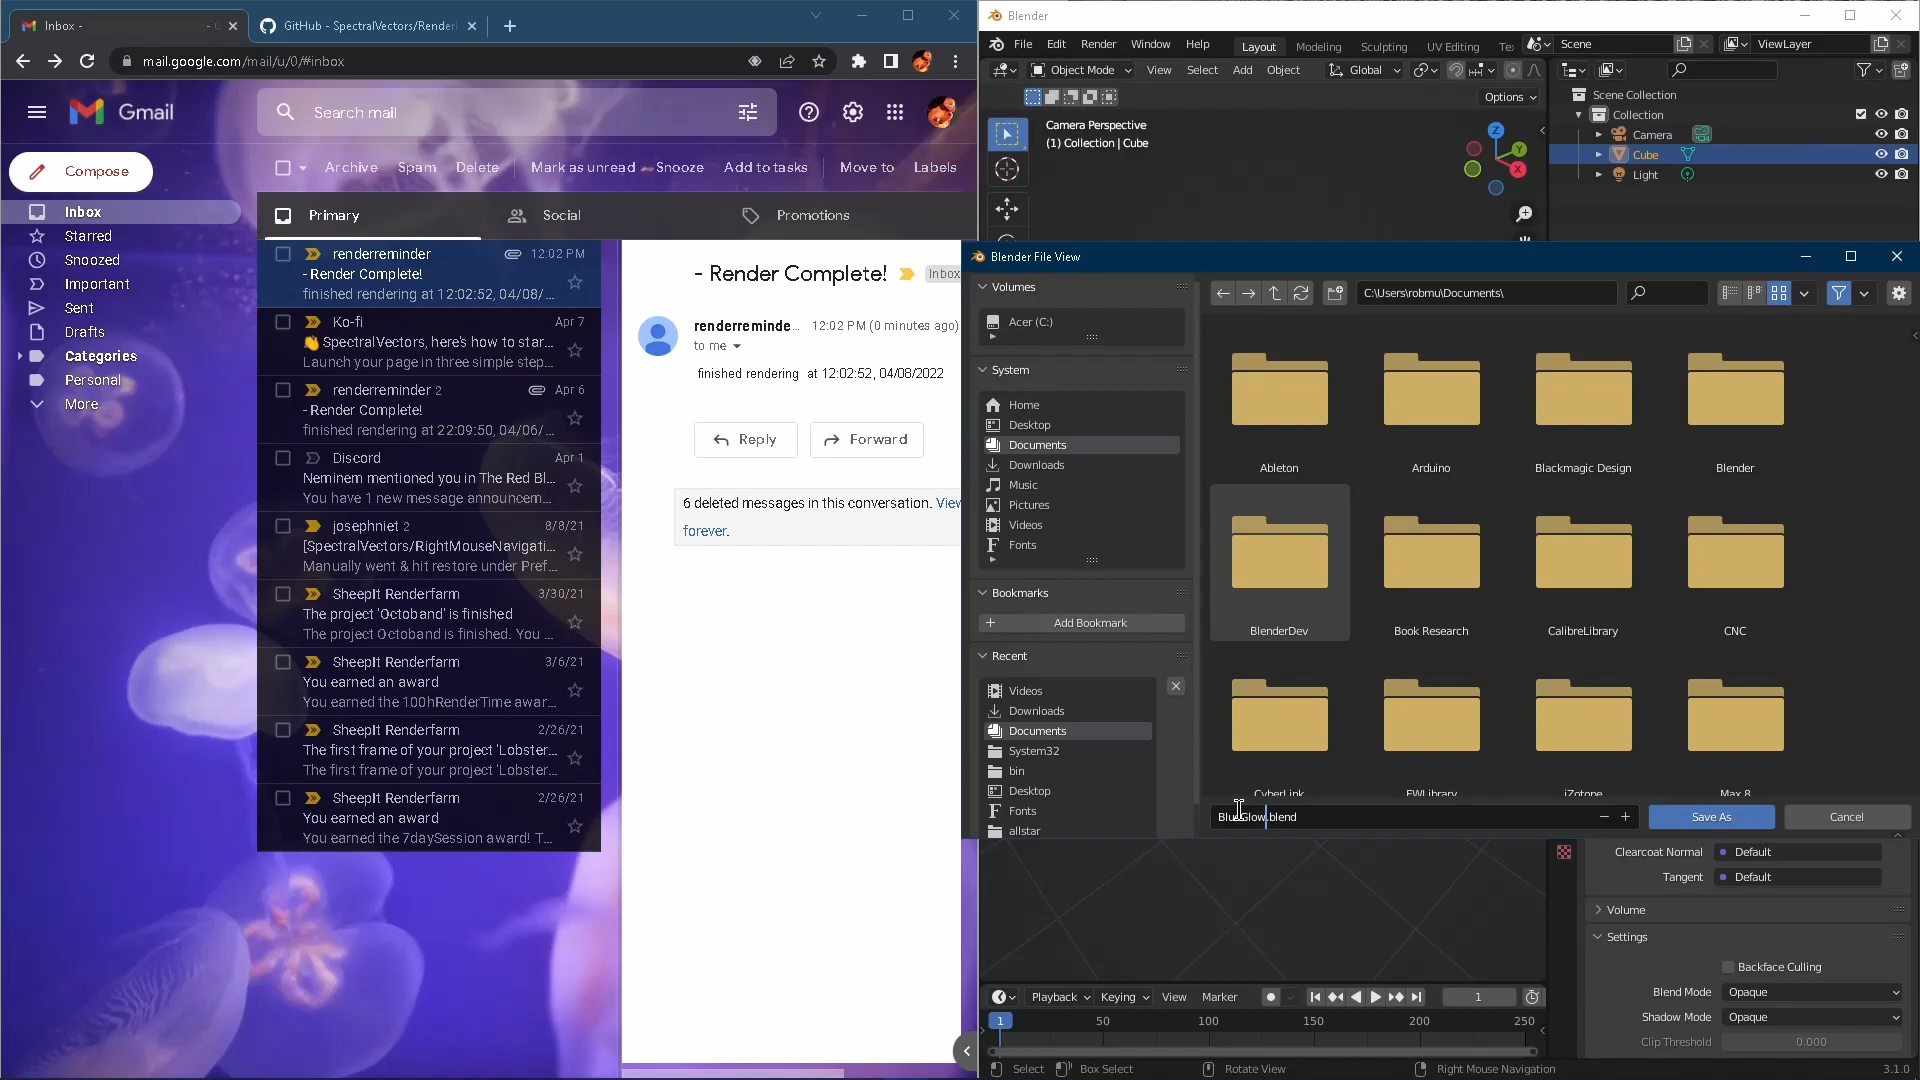 Inbox -
- C
GitHub - SpectralVectors/Render
mail.google.com/mail/u/0/#inbox
Gmail
Search mail
Compose
Archive
Spam
Delete
Mark as unread
Snooze
Add to tasks
Move to
Labels
Inbox
Starred
Snoozed
Important
Sent
Drafts
Categories
Personal
More
Primary
Social
Promotions
renderreminder
12:02 PM
- Render Complete!
finished rendering at 12:02:52, 04/08/...
Ko-fi
Apr 7
👋 SpectralVectors, here's how to star...
Launch your page in three simple step...
renderreminder 2
Apr 6
- Render Complete!
finished rendering at 22:09:50, 04/06/...
Discord
Apr 1
Neminem mentioned you in The Red Bl...
You have 1 new message announcem...
josephniet 2
8/8/21
[SpectralVectors/RightMouseNavigati...
Manually went & hit restore under Pref...
SheepIt Renderfarm
3/30/21
The project 'Octoband' is finished
The project Octoband is finished. You ...
SheepIt Renderfarm
3/6/21
You earned an award
You earned the 100hRenderTime awar...
SheepIt Renderfarm
2/26/21
The first frame of your project 'Lobster...
The first frame of your project 'Lobster...
SheepIt Renderfarm
2/26/21
You earned an award
You earned the 7daySession award! T...
- Render Complete!
Inbox
renderreminde...
12:02 PM (0 minutes ago)
to me
finished rendering at 12:02:52, 04/08/2022
Reply
Forward
6 deleted messages in this conversation. View
forever.
Blender
File
Edit
Render
Window
Help
Layout
Modeling
Sculpting
UV Editing
Te
Scene
ViewLayer
Object Mode
View
Select
Add
Object
Global
Options
Camera Perspective
(1) Collection | Cube
Z
Y
X
Scene Collection
Collection
Camera
Cube
Light
Blender File View
Volumes
Acer (C:)
System
Home
Desktop
Documents
Downloads
Music
Pictures
Videos
Fonts
Bookmarks
Add Bookmark
Recent
Videos
Downloads
Documents
System32
bin
Desktop
Fonts
allstar
C:\Users\robmu\Documents\
Ableton
Arduino
Blackmagic Design
Blender
BlenderDev
Book Research
CalibreLibrary
CNC
CyberLink
FWLibrary
iZotope
Max 8
BlueGlow.blend
Save As
Cancel
Clearcoat Normal
Default
Tangent
Default
Volume
Settings
Backface Culling
Blend Mode
Opaque
Shadow Mode
Opaque
Clip Threshold
0.000
Playback
Keying
View
Marker
1
1
50
100
150
200
250
Select
Box Select
Rotate View
Right Mouse Navigation
3.1.0